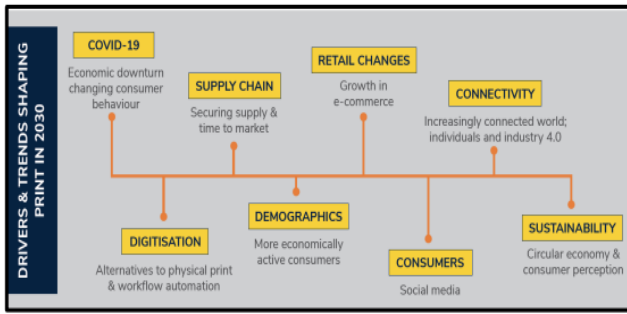 DRIVERS & TRENDS SHAPING
PRINT IN 2030
COVID-19
Economic downturn
changing consumer
behaviour
SUPPLY CHAIN
Securing supply &
time to market
RETAIL CHANGES
Growth in
e-commerce
CONNECTIVITY
Increasingly connected world;
individuals and industry 4.0
DIGITISATION
Alternatives to physical print
& workflow automation
DEMOGRAPHICS
More economically
active consumers
CONSUMERS
Social media
SUSTAINABILITY
Circular economy &
consumer perception